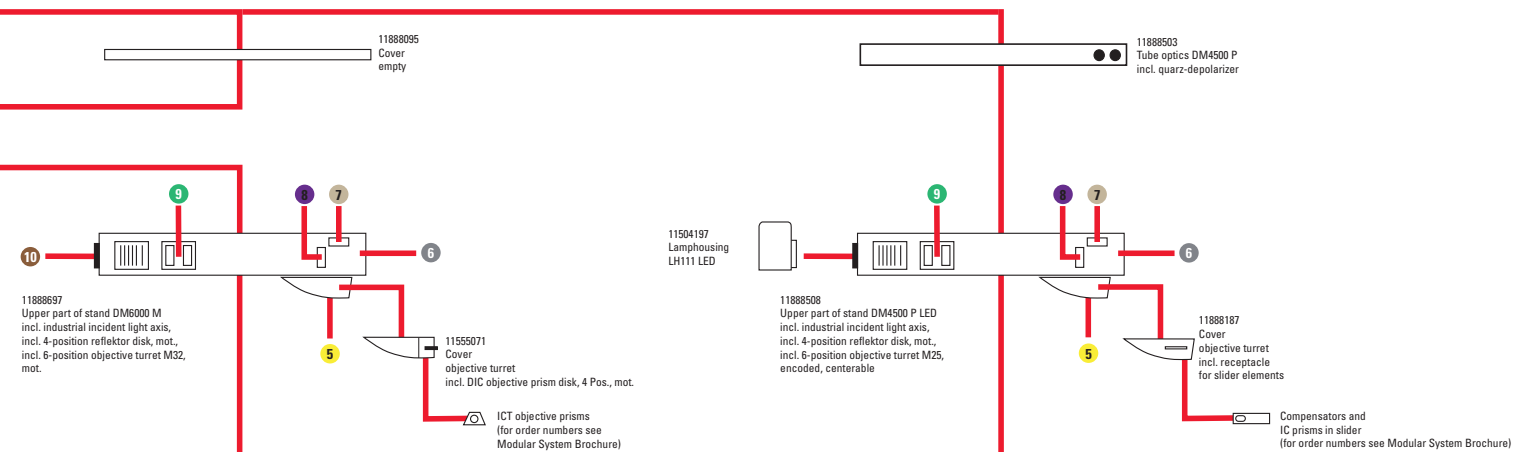 11888095
Cover
empty
11888503
Tube optics DM4500 P
incl. quarz-depolarizer
9
8
7
10
6
11888697
Upper part of stand DM6000 M
incl. industrial incident light axis,
incl. 4-position reflektor disk, mot.,
incl. 6-position objective turret M32,
mot.
5
11555071
Cover
objective turret
incl. DIC objective prism disk, 4 Pos., mot.
ICT objective prisms
(for order numbers see
Modular System Brochure)
9
8
7
11504197
Lamphousing
LH111 LED
6
11888508
Upper part of stand DM4500 P LED
incl. industrial incident light axis,
incl. 4-position reflektor disk, mot.,
incl. 6-position objective turret M25,
encoded, centerable
5
11888187
Cover
objective turret
incl. receptacle
for slider elements
Compensators and
IC prisms in slider
(for order numbers see Modular System Brochure)